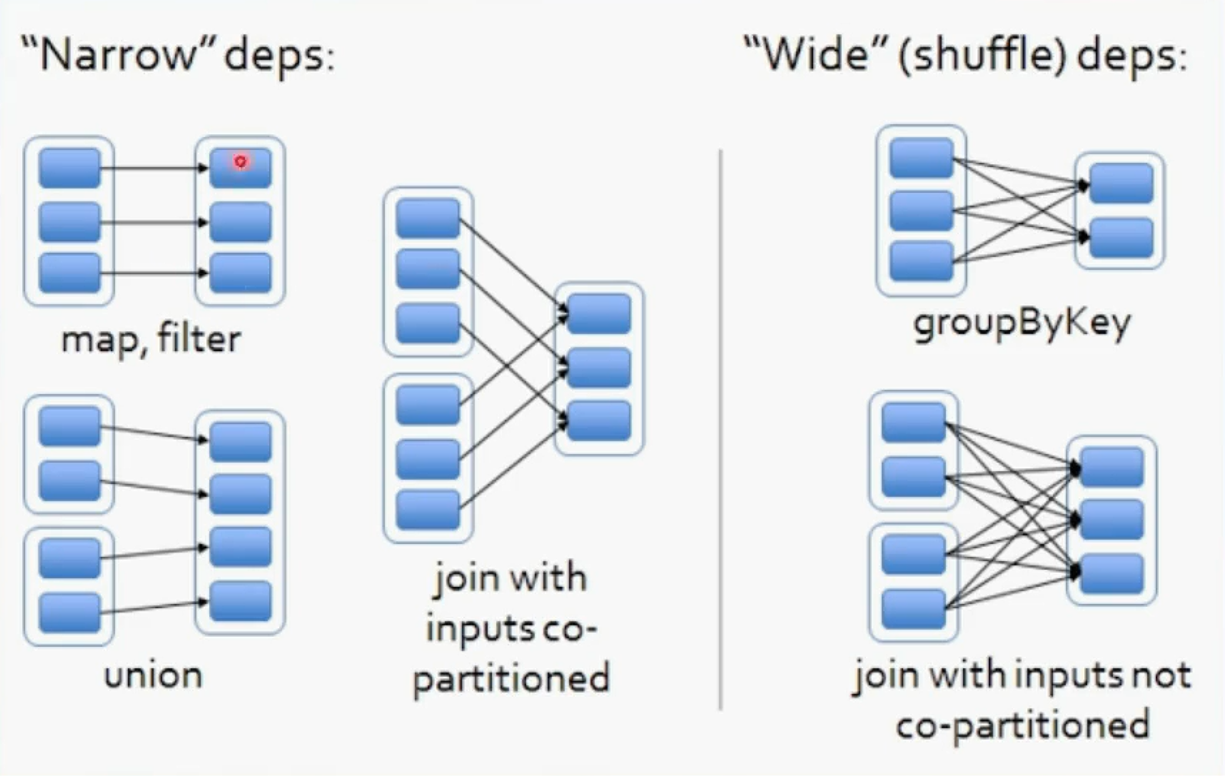 “Narrow” deps:
“Wide” (shuffle) deps:
map, filter
union
join with
inputs co-
partitioned
groupByKey
join with inputs not
co-partitioned